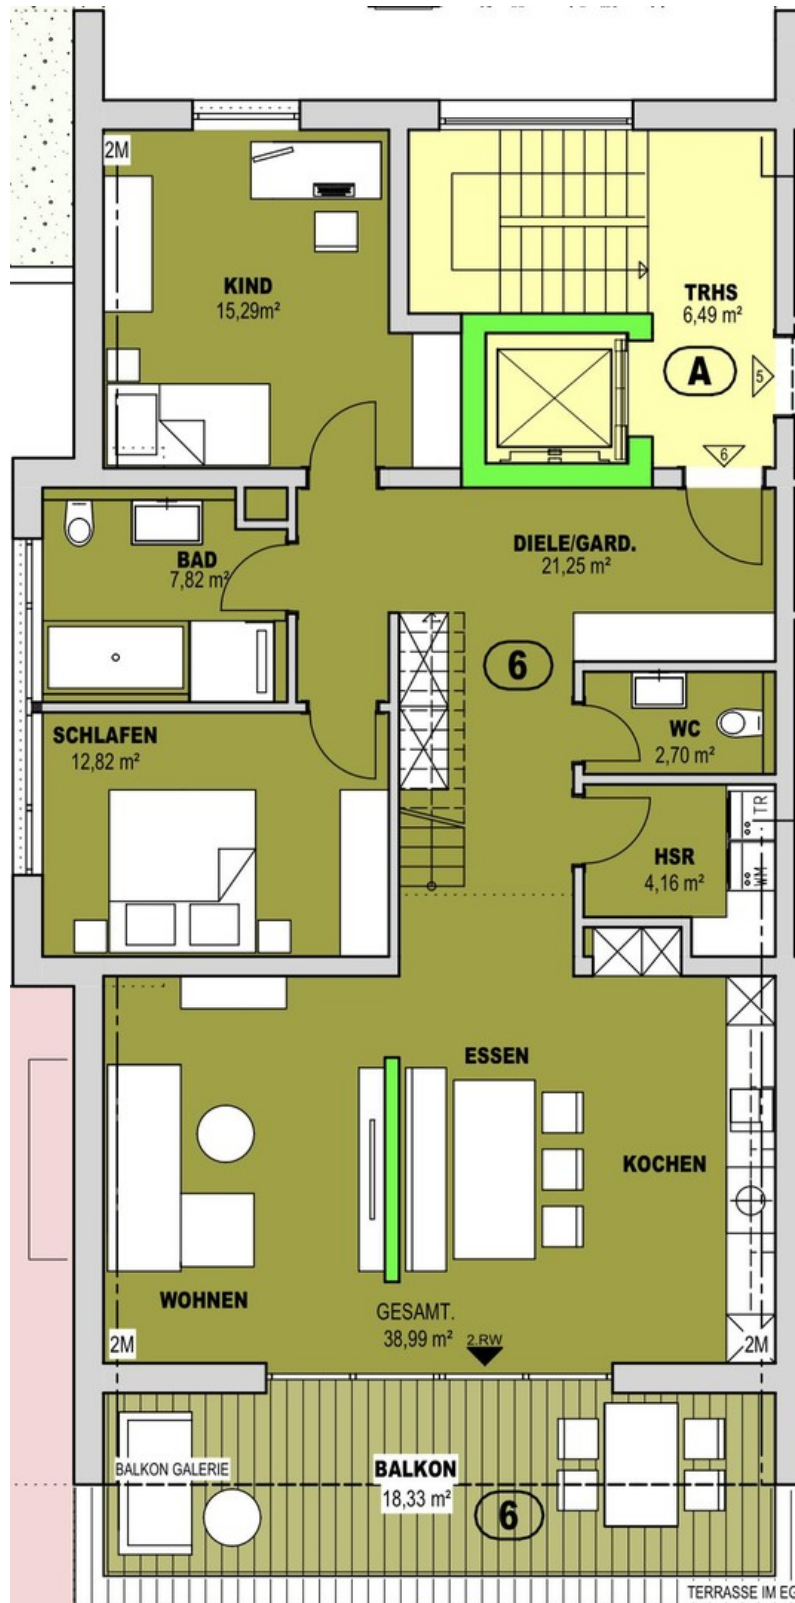 2M
KIND
15,29m²
TRHS
6,49 m²
A
5
6
DIELE/GARD.
21,25 m²
BAD
7,82 m²
6
SCHLAFEN
12,82 m²
WC
2,70 m²
TR
HSR
4,16 m²
WM
ESSEN
KOCHEN
WOHNEN
GESAMT.
38,99 m²
2.RW
2M
2M
BALKON GALERIE
BALKON
18,33 m²
6
TERRASSE IM EG